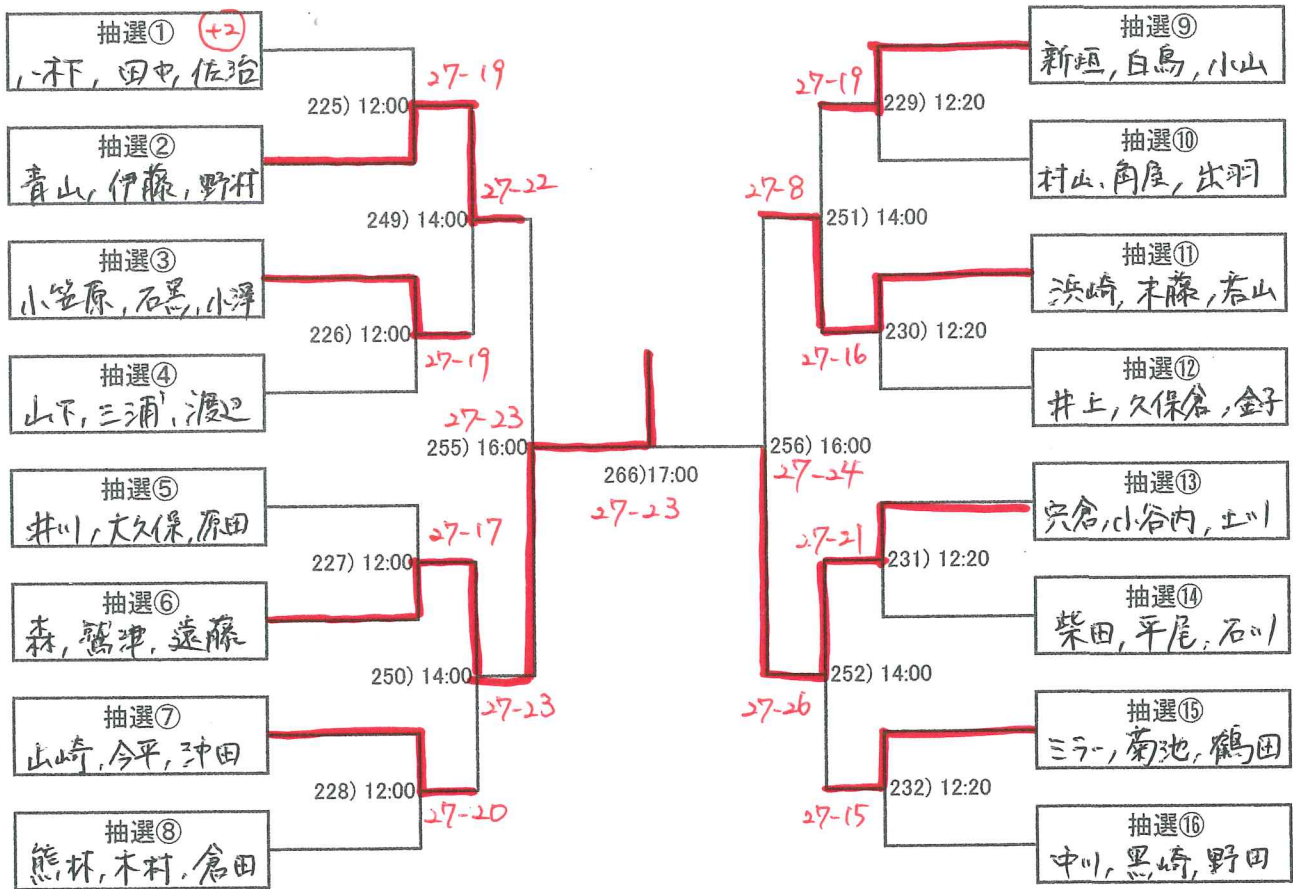 抽選① +2
木下, 田中, 佐治
抽選②
青山, 伊藤, 野村
抽選③
小笠原, 石黒, 小澤
抽選④
山下, 三浦, 渡辺
抽選⑤
井川, 大久保, 原田
抽選⑥
森, 鷲津, 遠藤
抽選⑦
山崎, 今平, 沖田
抽選⑧
熊林, 木村, 倉田
225) 12:00
27-19
249) 14:00
27-22
226) 12:00
27-19
27-23
255) 16:00
227) 12:00
27-17
250) 14:00
27-23
228) 12:00
27-20
266)17:00
27-23
27-19
229) 12:20
27-8
251) 14:00
230) 12:20
27-16
256) 16:00
27-24
27-21
231) 12:20
252) 14:00
27-26
232) 12:20
27-15
抽選⑨
新垣, 白鳥, 小山
抽選⑩
村山, 角屋, 出羽
抽選⑪
浜崎, 木藤, 若山
抽選⑫
井上, 久保倉, 金子
抽選⑬
宍倉, 小谷内, 土川
抽選⑭
柴田, 平尾, 石川
抽選⑮
ミラー, 菊池, 鶴田
抽選⑯
中川, 黒崎, 野田